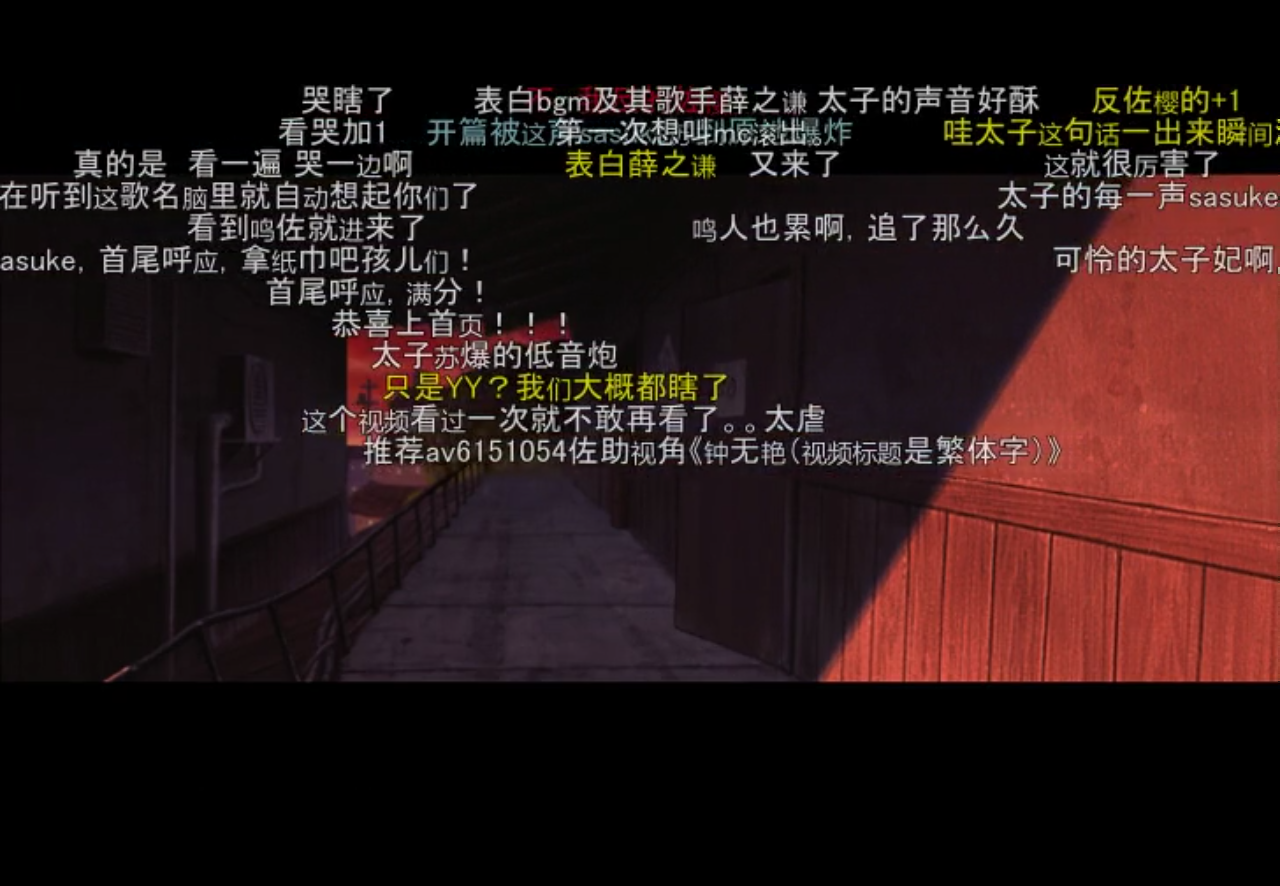 哭瞎了 表白bgm及其歌手薛之谦 太子的声音好酥 反佐樱的+1
看哭加1 开篇被这 第一次想叫mc滚出。爆炸 哇太子这句话一出来瞬间
真的是 看一遍 哭一边啊 表白薛之谦 又来了 这就很厉害了
在听到这歌名脑里就自动想起你们了 太子的每一声sasuke
看到鸣佐就进来了 鸣人也累啊, 追了那么久
asuke, 首尾呼应, 拿纸巾吧孩儿们! 可怜的太子妃啊,
首尾呼应, 满分!
恭喜上首页!!!
太子苏爆的低音炮
只是YY?我们大概都瞎了
这个视频看过一次就不敢再看了。。太虐
推荐av6151054佐助视角《钟无艳(视频标题是繁体字)》